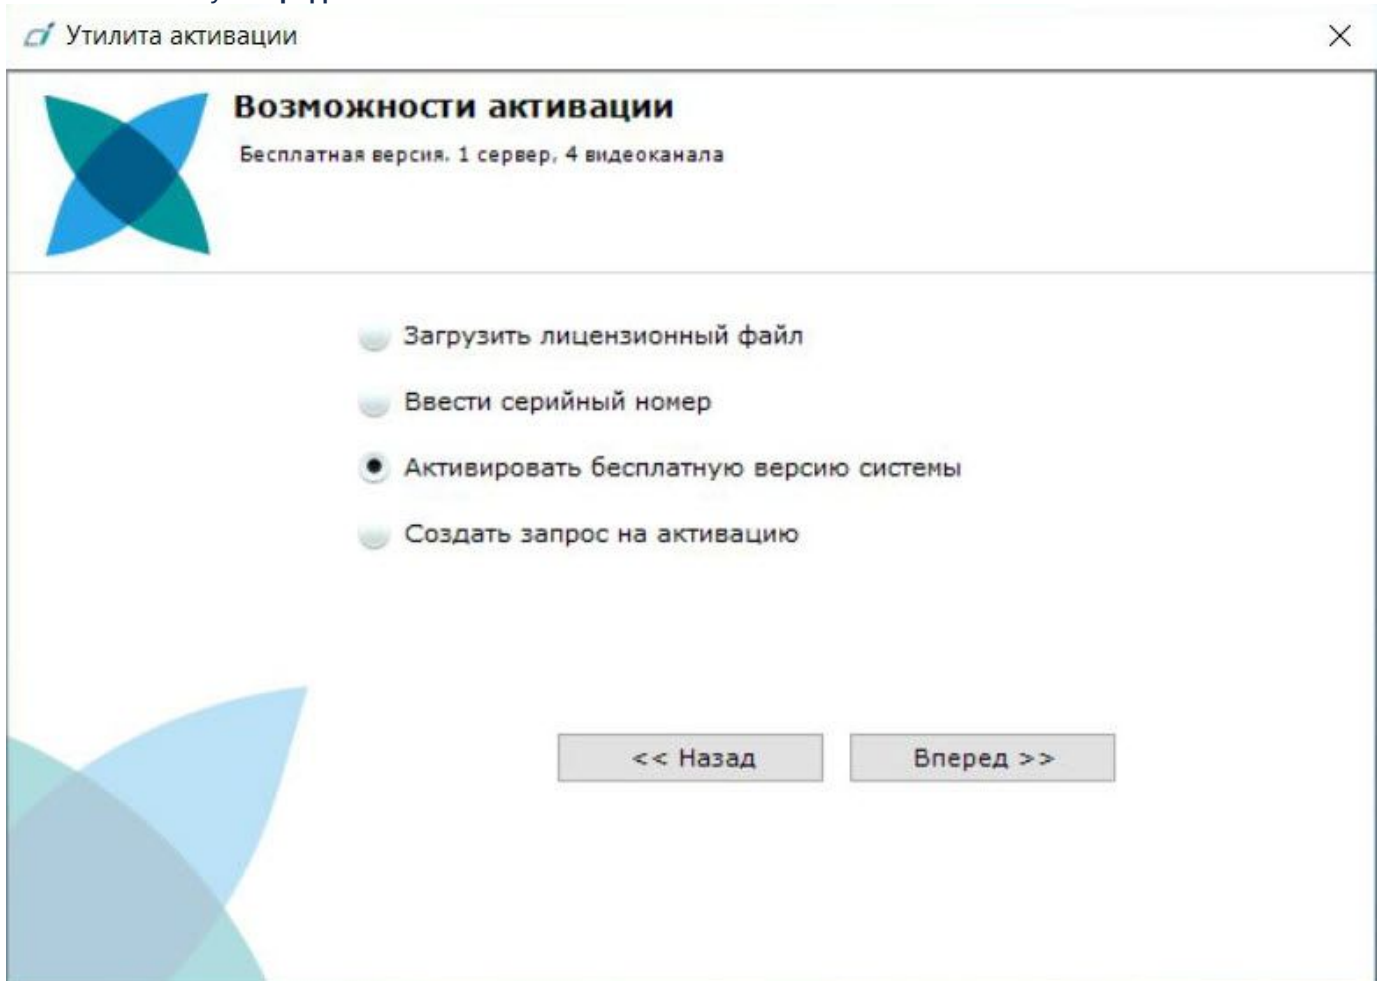 Утилита активации
Возможности активации
Бесплатная версия. 1 сервер, 4 видеоканала
Загрузить лицензионный файл
Ввести серийный номер
Активировать бесплатную версию системы
Создать запрос на активацию
<< Назад
Вперед >>